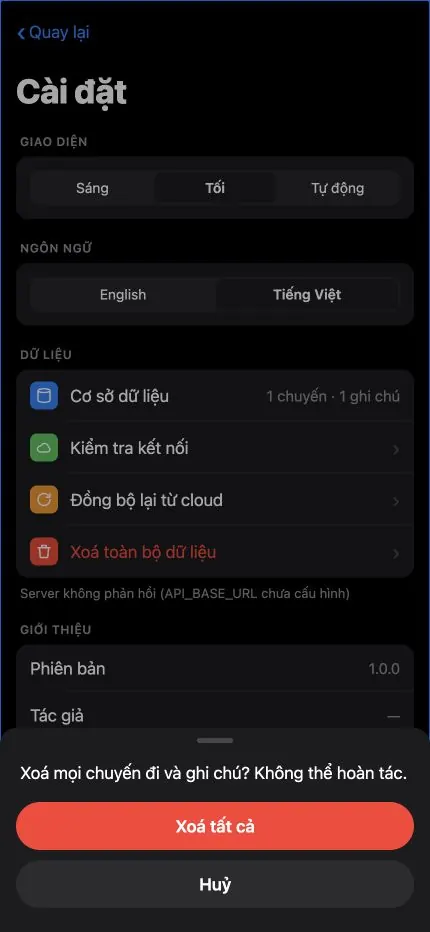 Quay lại
Cài đặt
GIAO DIỆN
Sáng Tối Tự động
NGÔN NGỮ
English Tiếng Việt
DỮ LIỆU
Cơ sở dữ liệu 1 chuyến · 1 ghi chú
Kiểm tra kết nối
Đồng bộ lại từ cloud
Xoá toàn bộ dữ liệu
Server không phản hồi (API_BASE_URL chưa cấu hình)
GIỚI THIỆU
Phiên bản 1.0.0
Tác giả —
Xoá mọi chuyến đi và ghi chú? Không thể hoàn tác.
Xoá tất cả
Huỷ